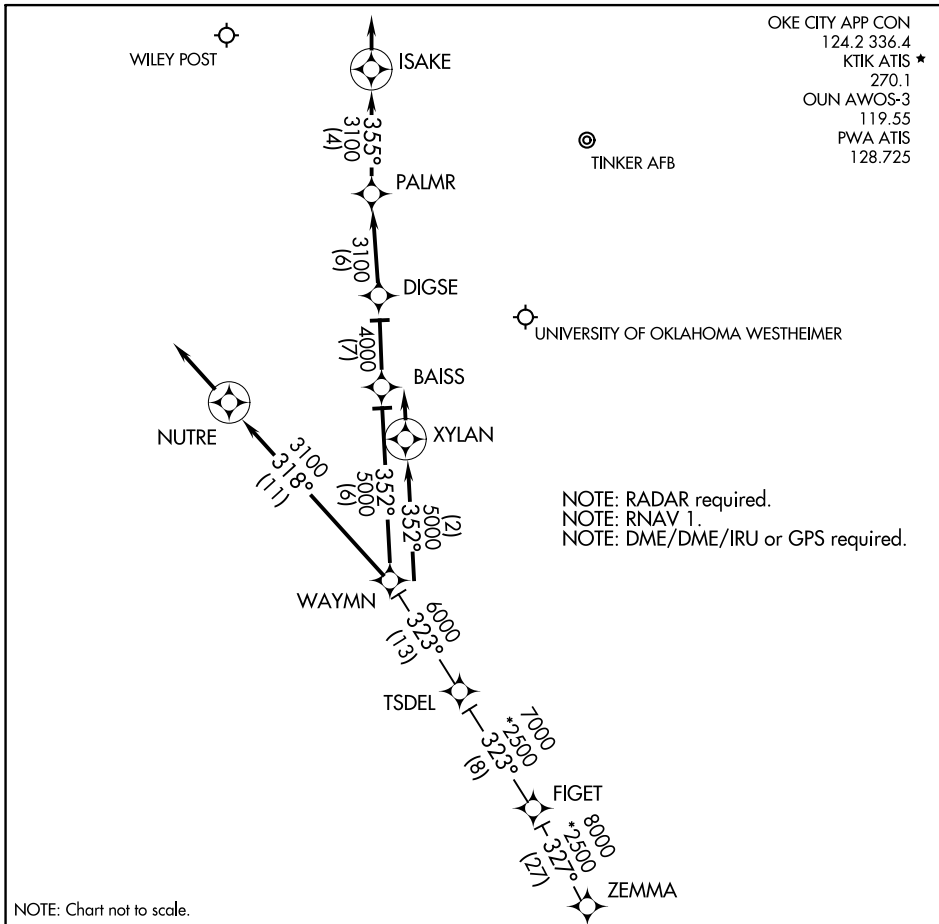 OKE CITY APP CON
124.2 336.4
KTIK ATIS ★
270.1
OUN AWOS-3
119.55
PWA ATIS
128.725
WILEY POST
ISAKE
355°
3100
(4)
TINKER AFB
PALMR
3100
(6)
DIGSE
UNIVERSITY OF OKLAHOMA WESTHEIMER
4000
(7)
BAISS
NUTRE
XYLAN
3100
318°
(11)
352°
5000
(6)
(2)
5000
352°
NOTE: RADAR required.
NOTE: RNAV 1.
NOTE: DME/DME/IRU or GPS required.
WAYMN
6000
323°
(13)
TSDEL
7000
*2500
323°
(8)
FIGET
8000
*2500
327°
(27)
ZEMMA
NOTE: Chart not to scale.